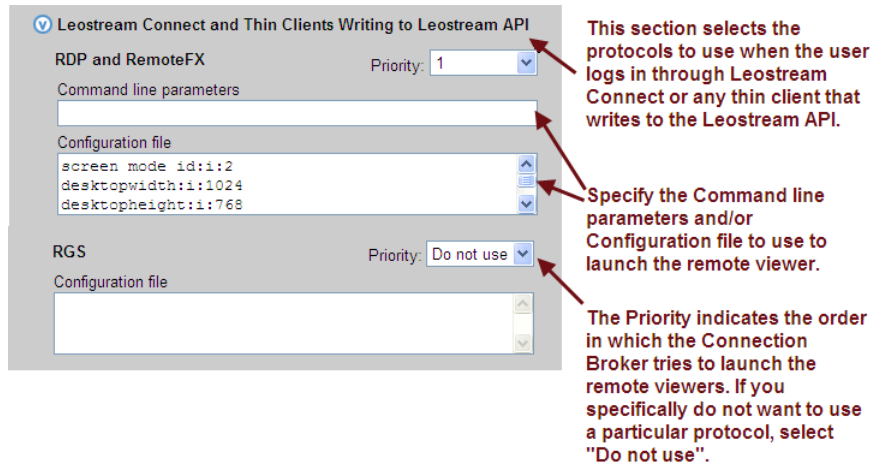 Leostream Connect and Thin Clients Writing to Leostream API
RDP and RemoteFX
Priority: 1
Command line parameters
Configuration file
screen mode id:i:2
desktopwidth:i:1024
desktopheight:i:768
RGS
Priority: Do not use
Configuration file
This section selects the
protocols to use when the user
logs in through Leostream
Connect or any thin client that
writes to the Leostream API.
Specify the Command line
parameters and/or
Configuration file to use to
launch the remote viewer.
The Priority indicates the order
in which the Connection
Broker tries to launch the
remote viewers. If you
specifically do not want to use
a particular protocol, select
"Do not use".